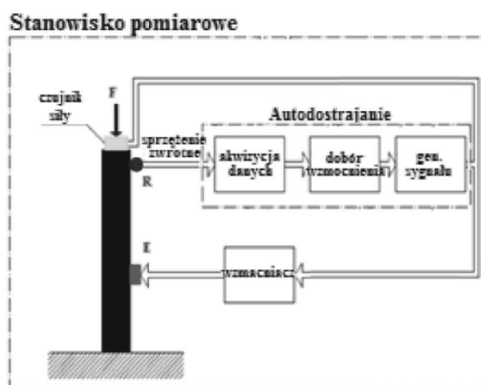 Stanowisko pomiarowe
czujnik
siły
F
sprzężenie
zwrotne
R
Autodostrajanie
akwizycja
danych
dobór
wzmocnienia
gen.
sygnału
E
wzmacniacz